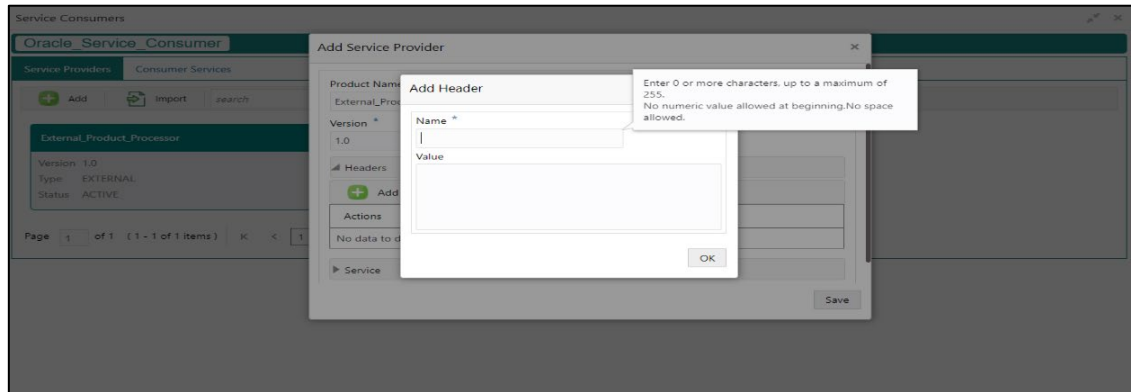 Service Consumers
Oracle_Service_Consumer
Service Providers Consumer Services
Add Import search
External_Product_Processor
Version 1.0
Type EXTERNAL
Status ACTIVE
Page 1 of 1 (1 - 1 of 1 items) K < 1
Add Service Provider
Product Name
External_Pro
Version *
1.0
Headers
Add
Actions
No data to d
Service
Save
Add Header
Name *
Value
OK
Enter 0 or more characters, up to a maximum of
255.
No numeric value allowed at beginning.No space
allowed.